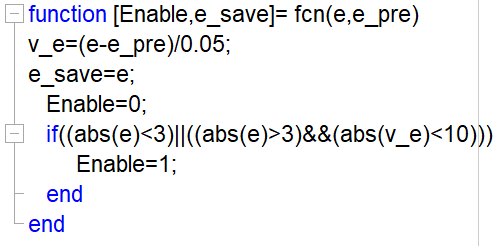 function [Enable,e_save]= fcn(e,e_pre)
v_e=(e-e_pre)/0.05;
e_save=e;
Enable=0;
if((abs(e)<3)||((abs(e)>3)&&(abs(v_e)<10)))
Enable=1;
end
end